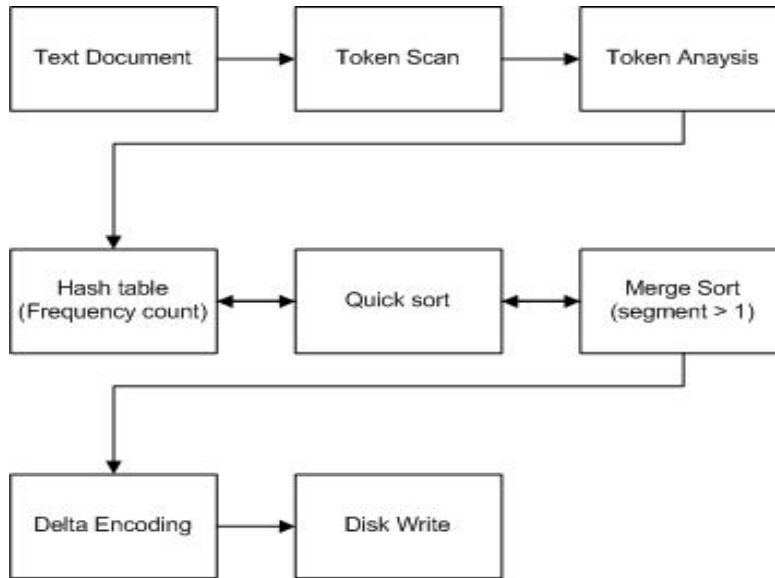 Text Document
Token Scan
Token Anaysis
Hash table
(Frequency count)
Quick sort
Merge Sort
(segment > 1)
Delta Encoding
Disk Write